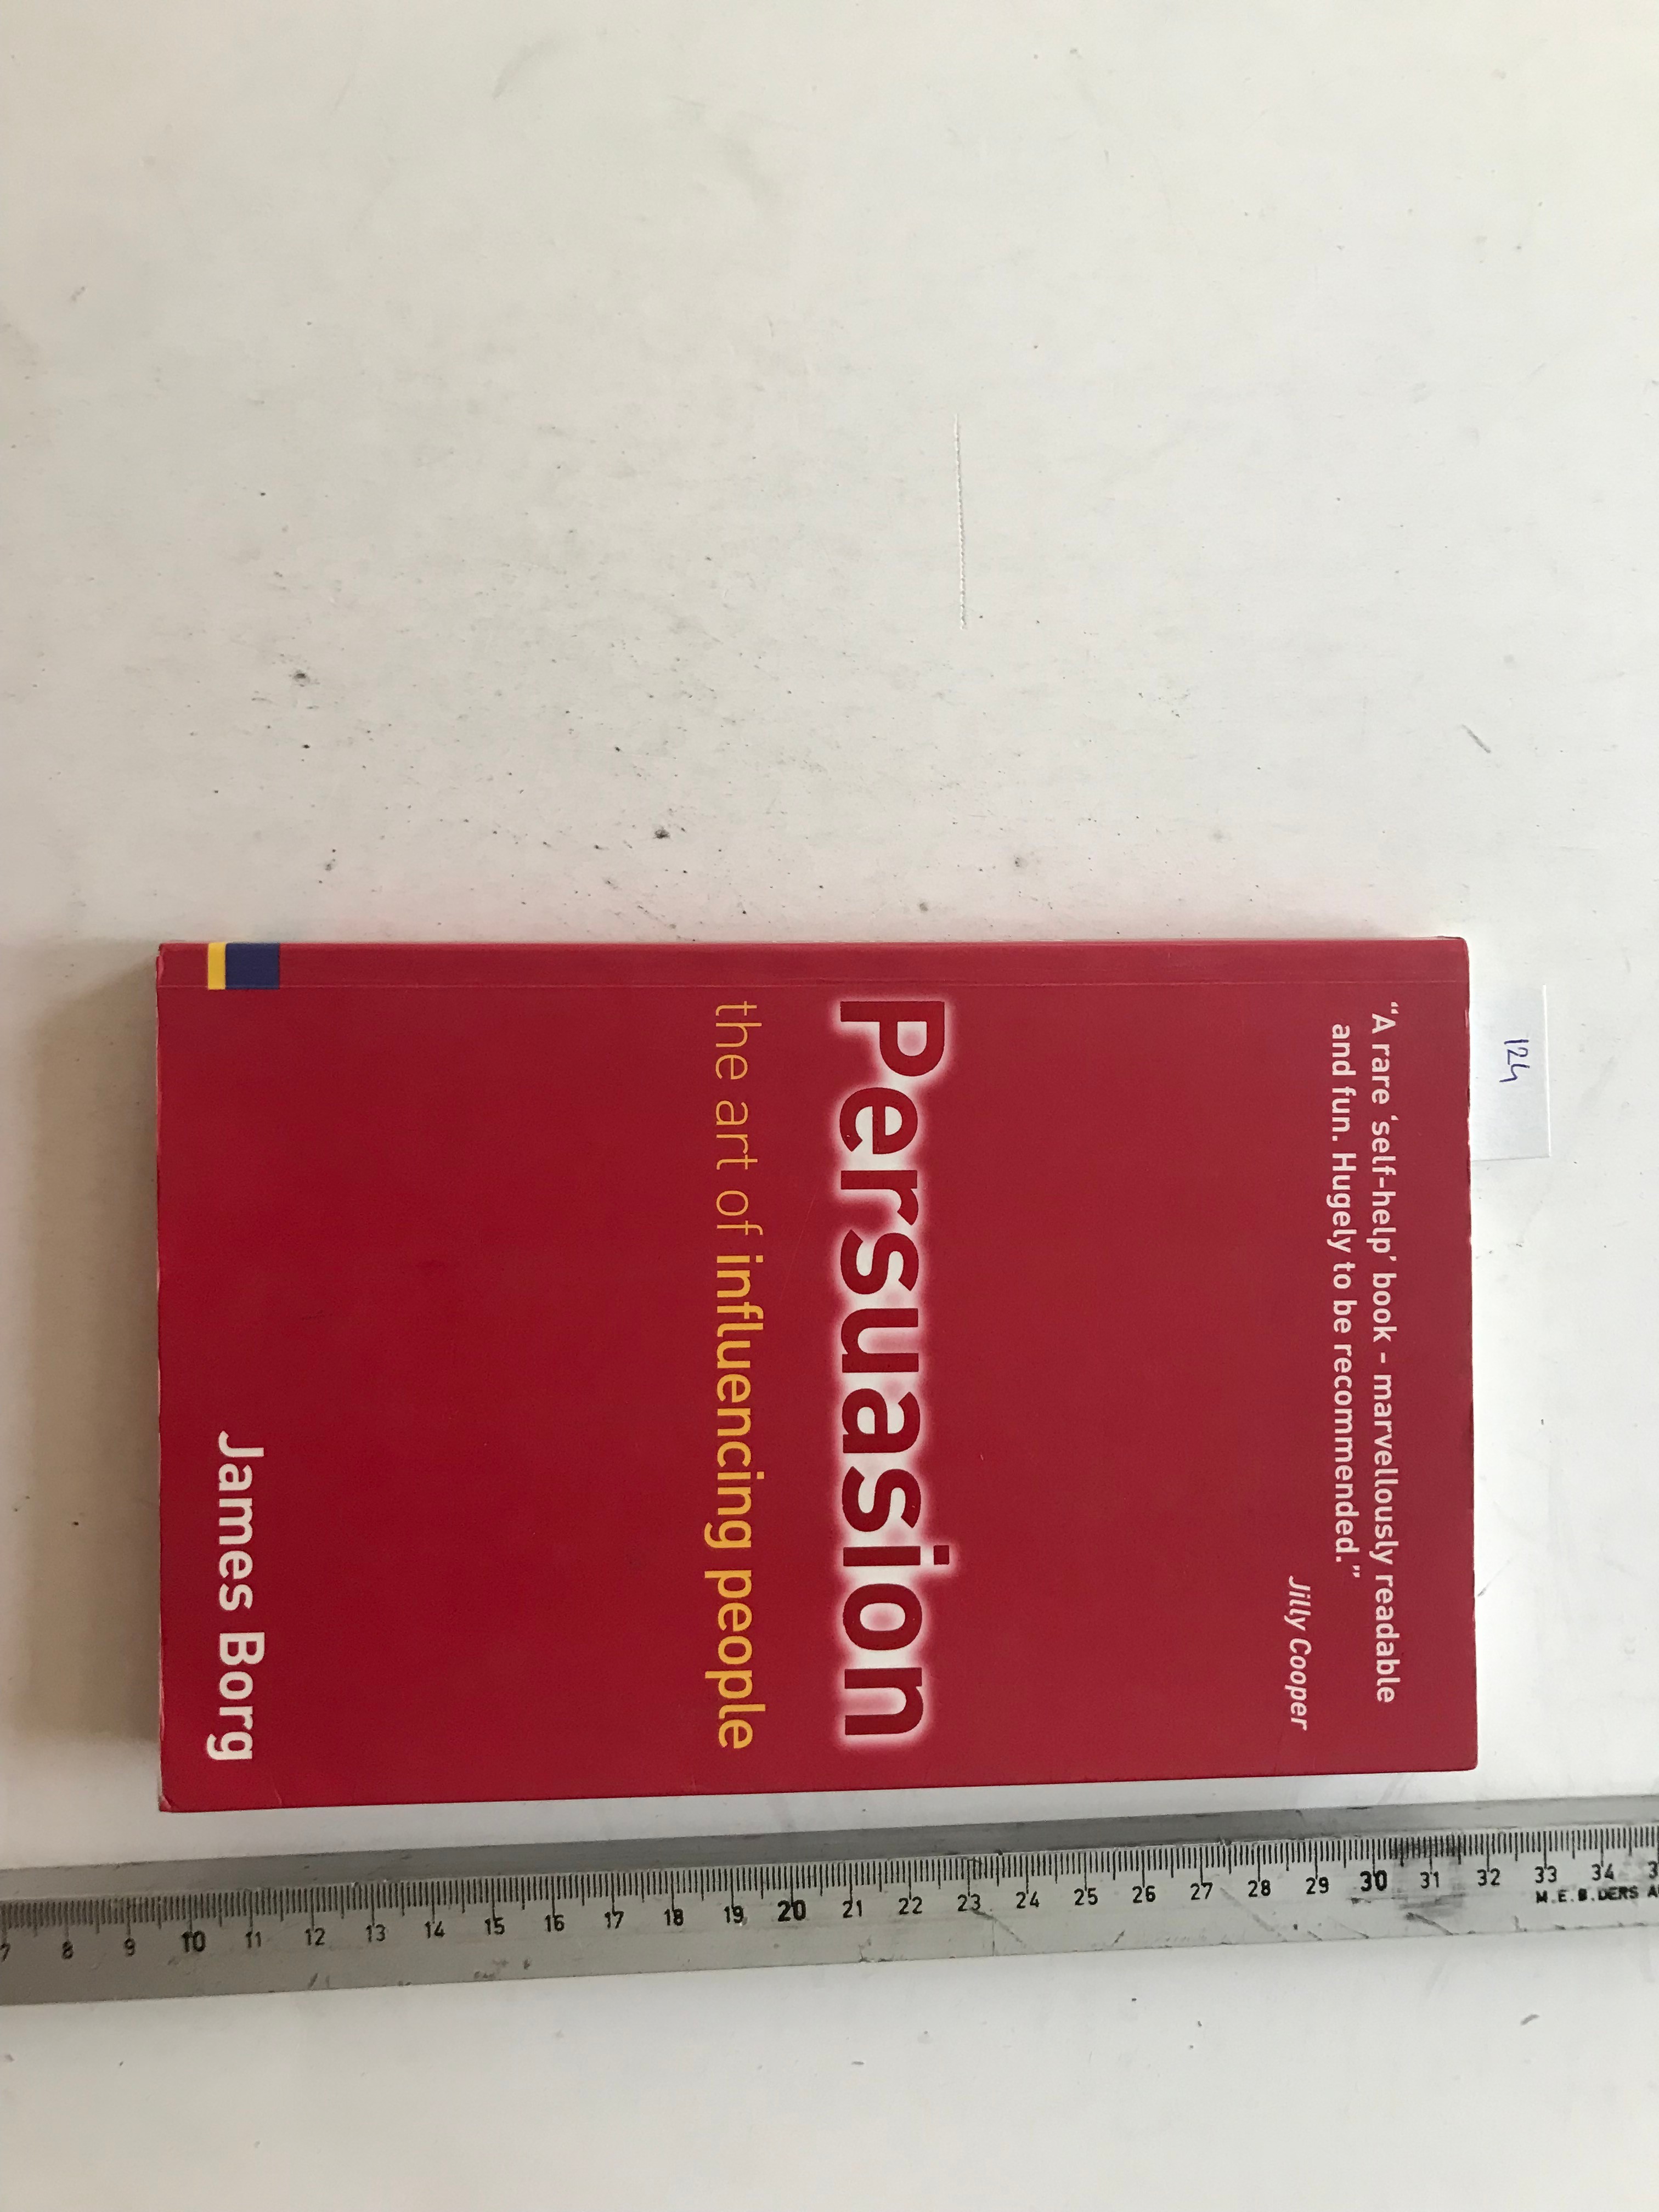 124
“A rare ‘self-help’ book – marvellously readable
and fun. Hugely to be recommended.”
Jilly Cooper
Persuasion
the art of influencing people
James Borg
7 8 9 10 11 12 13 14 15 16 17 18 19 20 21 22 23 24 25 26 27 28 29 30 31 32 33 34
M.E.B.DERS